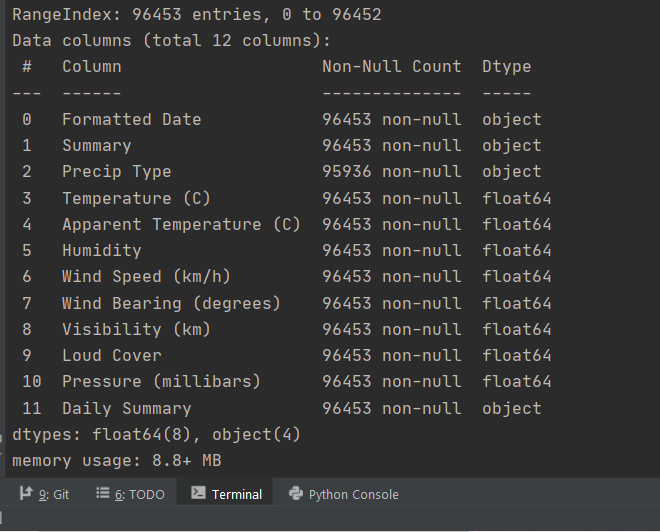 RangeIndex: 96453 entries, 0 to 96452
Data columns (total 12 columns):
 #   Column                    Non-Null Count  Dtype
---  ------                    --------------  -----
 0   Formatted Date            96453 non-null  object
 1   Summary                   96453 non-null  object
 2   Precip Type               95936 non-null  object
 3   Temperature (C)           96453 non-null  float64
 4   Apparent Temperature (C)  96453 non-null  float64
 5   Humidity                  96453 non-null  float64
 6   Wind Speed (km/h)         96453 non-null  float64
 7   Wind Bearing (degrees)    96453 non-null  float64
 8   Visibility (km)           96453 non-null  float64
 9   Loud Cover                96453 non-null  float64
 10  Pressure (millibars)      96453 non-null  float64
 11  Daily Summary             96453 non-null  object
dtypes: float64(8), object(4)
memory usage: 8.8+ MB
9: Git 6: TODO Terminal Python Console